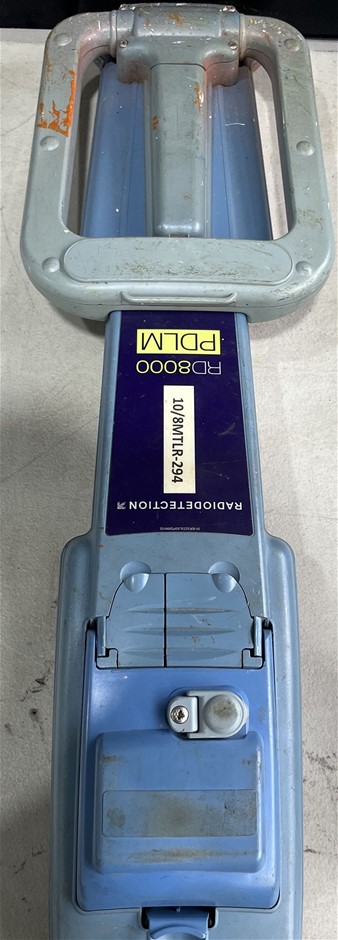 RADIODETECTION
10/8MTLR-294
RD8000
PDLM